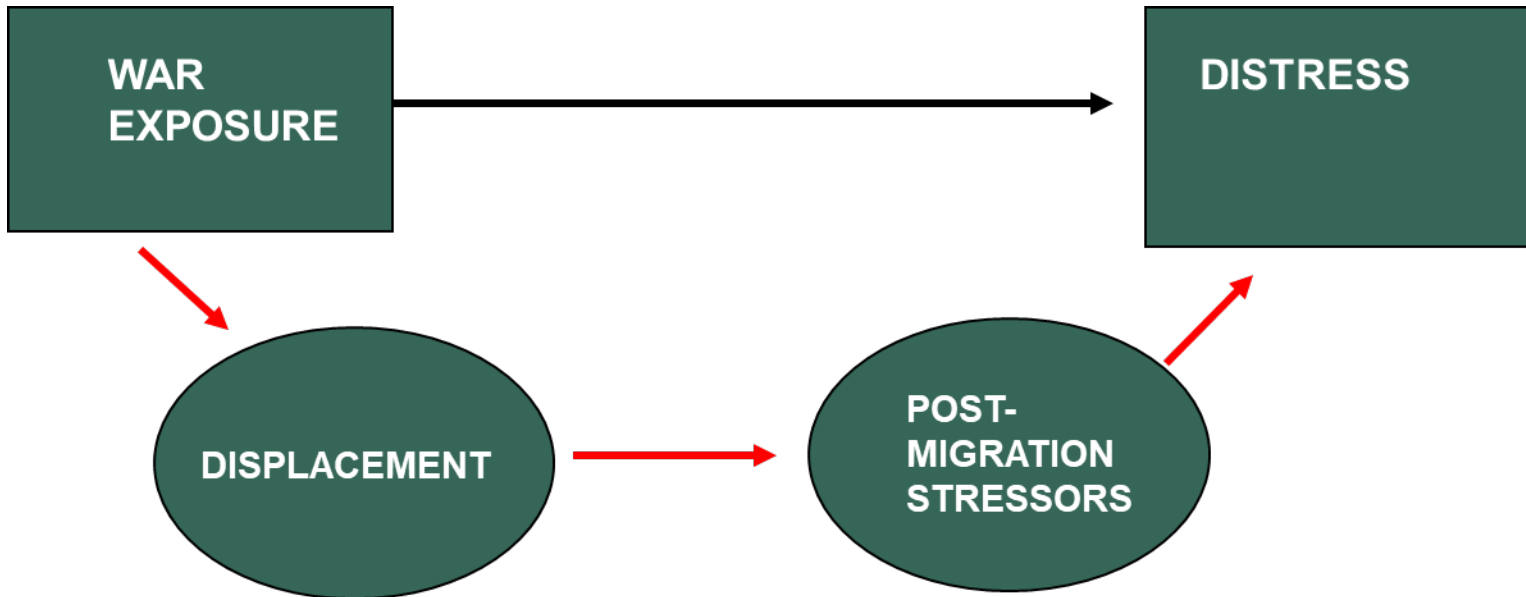 WAR
EXPOSURE
DISTRESS
DISPLACEMENT
POST-
MIGRATION
STRESSORS